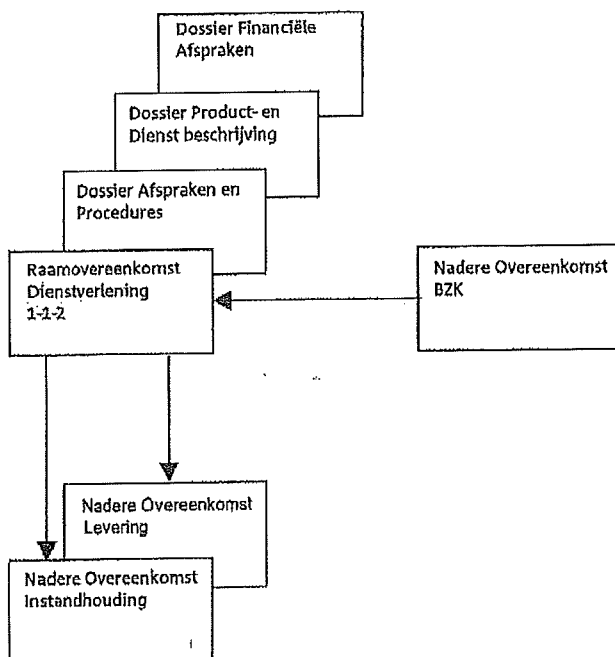 Dossier Financiële
Afspraken
Dossier Product- en
Dienst beschrijving
Dossier Afspraken en
Procedures
Raamovereenkomst
Dienstverlening
1-1-2
Nadere Overeenkomst
BZK
Nadere Overeenkomst
Levering
Nadere Overeenkomst
Instandhouding